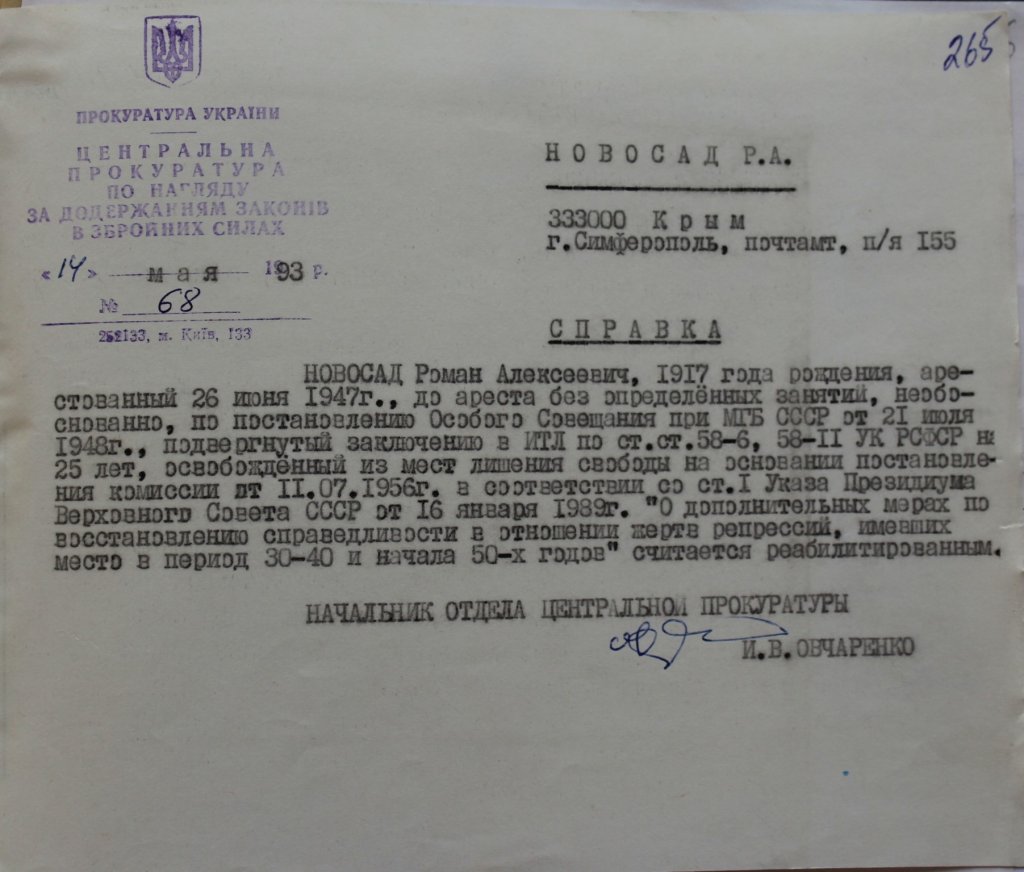 265
ПРОКУРАТУРА УКРАЇНИ
ЦЕНТРАЛЬНА
ПРОКУРАТУРА
ПО НАГЛЯДУ
ЗА ДОДЕРЖАННЯМ ЗАКОНІВ
В ЗБРОЙНИХ СИЛАХ
«14» мая 1993 р.
№ 68
252133, м. Київ, 133
НОВОСАД Р.А.
333000 Крым
г.Симферополь, почтамт, п/я I55
СПРАВКА
НОВОСАД Роман Алексеевич, 1917 года рождения, аре-
стованный 26 июня 1947г., до ареста без определённых занятий, необо-
снованно, по постановлению Особого Совещания при МГБ СССР от 21 июля
1948г., подвергнутый заключению в ИТЛ по ст.ст.58-6, 58-II УК РСФСР на
25 лет, освобождённый из мест лишения свободы на основании постановле-
ния комиссии от II.07.1956г. в соответствии со ст.I Указа Президиума
Верховного Совета СССР от 16 января 1989г. "О дополнительных мерах по
восстановлению справедливости в отношении жертв репрессий, имевших
место в период 30-40 и начала 50-х годов" считается реабилитированным.
НАЧАЛЬНИК ОТДЕЛА ЦЕНТРАЛЬНОЙ ПРОКУРАТУРЫ
И.В.ОВЧАРЕНКО